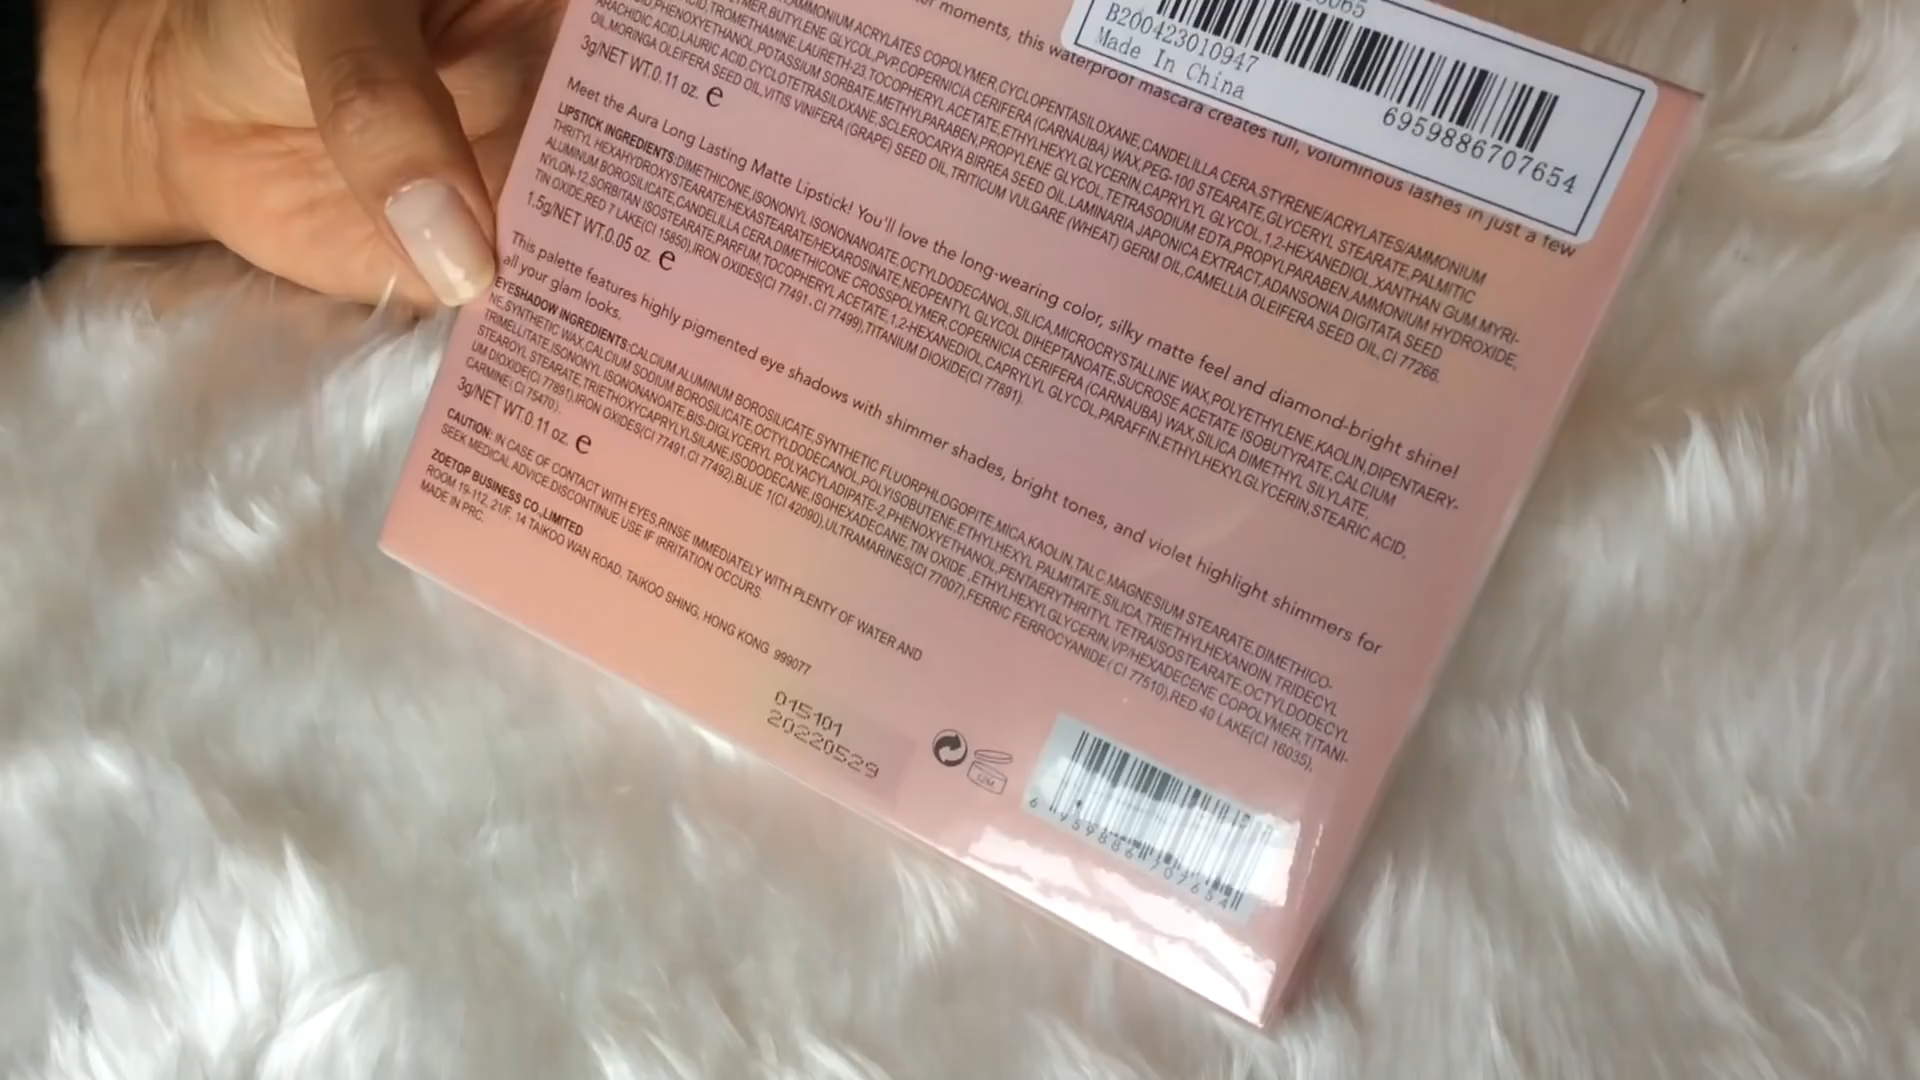 0065
B200423010947
Made In China
6959886707654
moments, this waterproof mascara creates full, voluminous lashes in just a few
AMMONIUM ACRYLATES COPOLYMER,CYCLOPENTASILOXANE,CANDELILLA CERA,STYRENE/ACRYLATES/AMMONIUM
BUTYLENE GLYCOL,PVP,COPERNICIA CERIFERA (CARNAUBA) WAX,PEG-100 STEARATE,GLYCERYL STEARATE,PALMITIC
TROMETHAMINE,LAURETH-23,TOCOPHERYL ACETATE,ETHYLHEXYLGLYCERIN,CAPRYLYL GLYCOL,1,2-HEXANEDIOL,XANTHAN GUM,MYRI-
PHENOXYETHANOL,POTASSIUM SORBATE,METHYLPARABEN,PROPYLENE GLYCOL,TETRASODIUM EDTA,PROPYLPARABEN,AMMONIUM HYDROXIDE,
ARACHIDIC ACID,LAURIC ACID,CYCLOTETRASILOXANE,SCLEROCARYA BIRREA SEED OIL,LAMINARIA JAPONICA EXTRACT,ADANSONIA DIGITATA SEED
OIL,MORINGA OLEIFERA SEED OIL,VITIS VINIFERA (GRAPE) SEED OIL,TRITICUM VULGARE (WHEAT) GERM OIL,CAMELLIA OLEIFERA SEED OIL,CI 77266.
3g/NET WT.0.11 oz. e
Meet the Aura Long Lasting Matte Lipstick! You'll love the long-wearing color, silky matte feel and diamond-bright shine!
LIPSTICK INGREDIENTS:DIMETHICONE,ISONONYL ISONONANOATE,OCTYLDODECANOL,SILICA,MICROCRYSTALLINE WAX,POLYETHYLENE,KAOLIN,DIPENTAERY-
THRITYL HEXAHYDROXYSTEARATE/HEXASTEARATE/HEXAROSINATE,NEOPENTYL GLYCOL DIHEPTANOATE,SUCROSE ACETATE ISOBUTYRATE,CALCIUM
ALUMINUM BOROSILICATE,CANDELILLA CERA,DIMETHICONE CROSSPOLYMER,COPERNICIA CERIFERA (CARNAUBA) WAX,SILICA DIMETHYL SILYLATE,
NYLON-12,SORBITAN ISOSTEARATE,PARFUM,TOCOPHERYL ACETATE,1,2-HEXANEDIOL,CAPRYLYL GLYCOL,PARAFFIN,ETHYLHEXYLGLYCERIN,STEARIC ACID,
TIN OXIDE,RED 7 LAKE(CI 15850),IRON OXIDES(CI 77491、CI 77499),TITANIUM DIOXIDE(CI 77891).
1.5g/NET WT.0.05 oz. e
This palette features highly pigmented eye shadows with shimmer shades, bright tones, and violet highlight shimmers for
all your glam looks.
EYESHADOW INGREDIENTS:CALCIUM ALUMINUM BOROSILICATE,SYNTHETIC FLUORPHLOGOPITE,MICA,KAOLIN,TALC,MAGNESIUM STEARATE,DIMETHICO-
NE,SYNTHETIC WAX,CALCIUM SODIUM BOROSILICATE,OCTYLDODECANOL,POLYISOBUTENE,ETHYLHEXYL PALMITATE,SILICA,TRIETHYLHEXANOIN,TRIDECYL
TRIMELLITATE,ISONONYL ISONONANOATE,BIS-DIGLYCERYL POLYACYLADIPATE-2,PHENOXYETHANOL,PENTAERYTHRITYL TETRAISOSTEARATE,OCTYLDODECYL
STEAROYL STEARATE,TRIETHOXYCAPRYLYLSILANE,ISODODECANE,ISOHEXADECANE,TIN OXIDE ,ETHYLHEXYLGLYCERIN,VP/HEXADECENE COPOLYMER,TITANI-
UM DIOXIDE(CI 77891),IRON OXIDES(CI 77491,CI 77492),BLUE 1(CI 42090),ULTRAMARINES(CI 77007),FERRIC FERROCYANIDE( CI 77510),RED 40 LAKE(CI 16035),
CARMINE( CI 75470).
3g/NET WT.0.11 oz. e
CAUTION: IN CASE OF CONTACT WITH EYES,RINSE IMMEDIATELY WITH PLENTY OF WATER AND
SEEK MEDICAL ADVICE.DISCONTINUE USE IF IRRITATION OCCURS.
ZOETOP BUSINESS CO.,LIMITED
ROOM 19-112, 21/F, 14 TAIKOO WAN ROAD, TAIKOO SHING, HONG KONG 999077
MADE IN PRC.
015101
20220529
12M
6 959886 707654